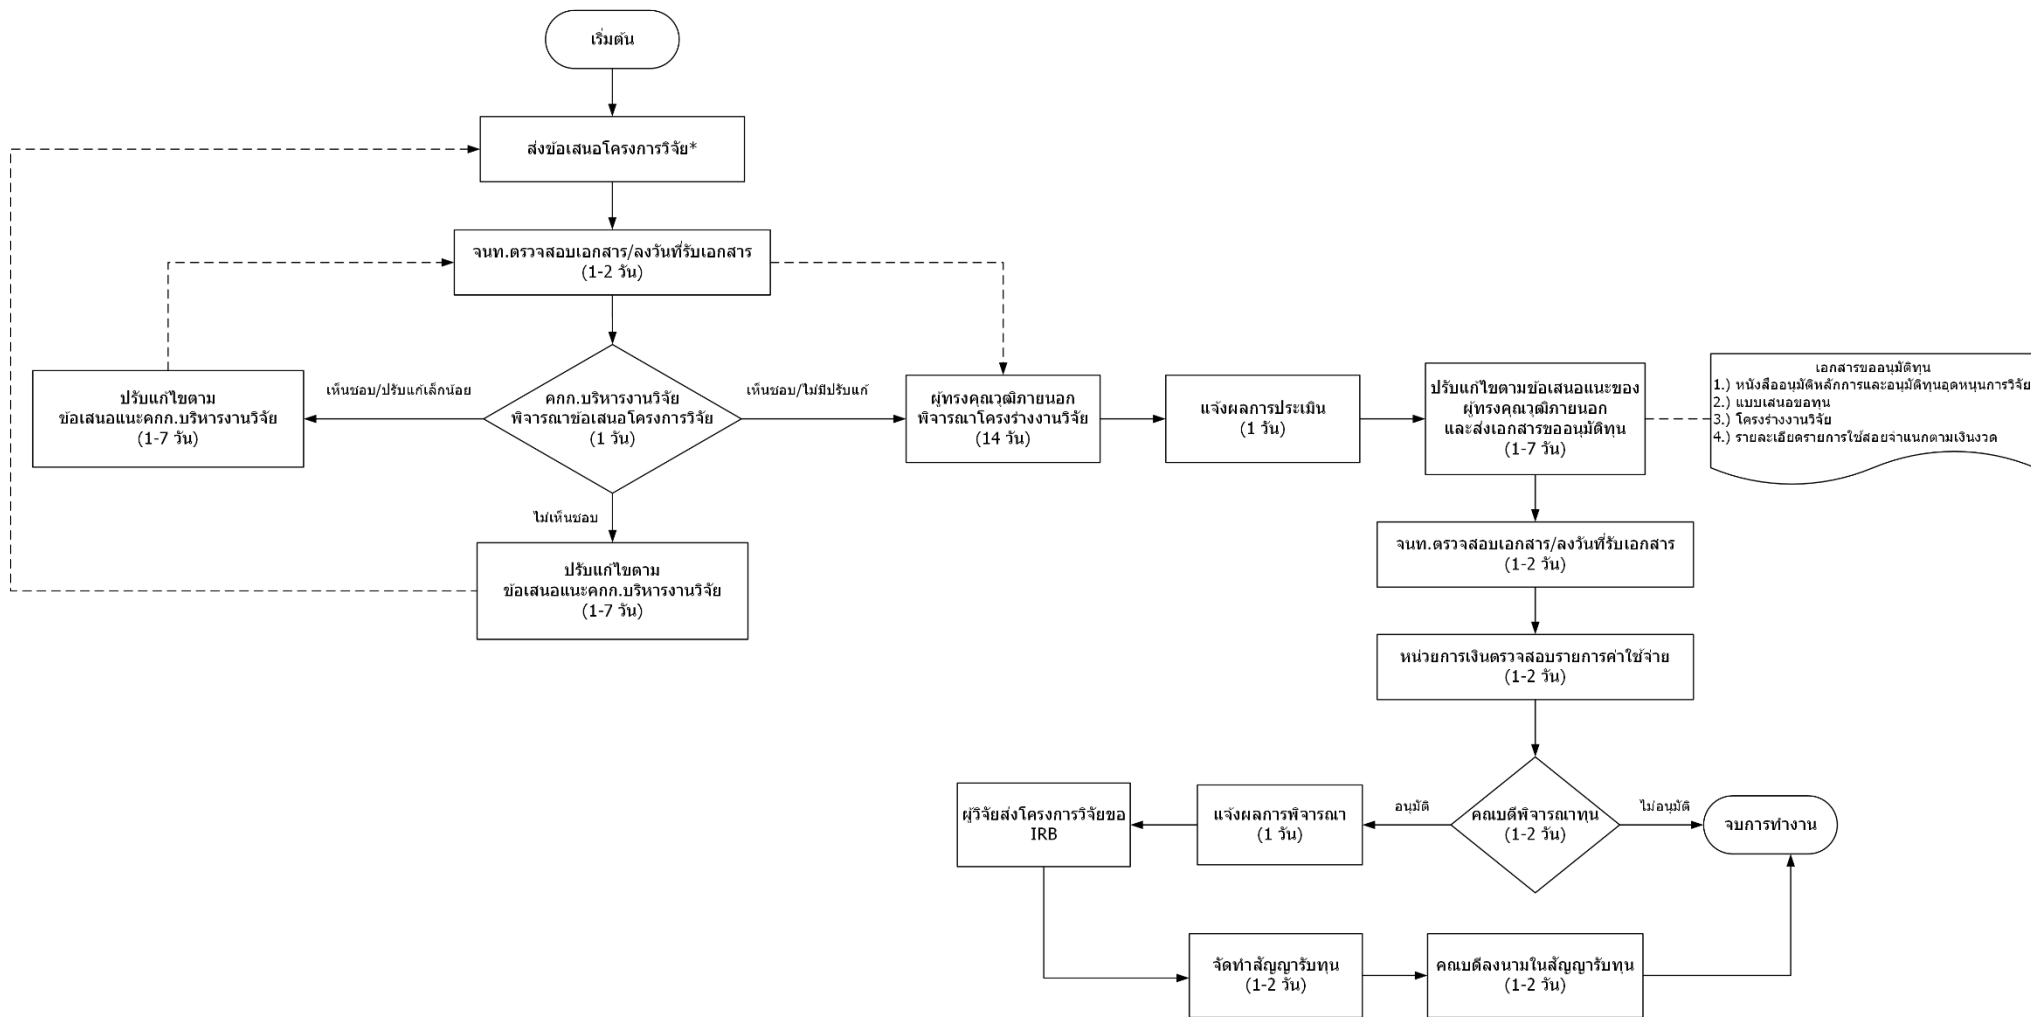 เริ่มต้น
ส่งข้อเสนอโครงการวิจัย*
จนท.ตรวจสอบเอกสาร/ลงวันที่รับเอกสาร
(1-2 วัน)
ปรับแก้ไขตาม
ข้อเสนอแนะคกก.บริหารงานวิจัย
(1-7 วัน)
เห็นชอบ/ปรับแก้เล็กน้อย
คกก.บริหารงานวิจัย
พิจารณาข้อเสนอโครงการวิจัย
(1 วัน)
เห็นชอบ/ไม่มีปรับแก้
ผู้ทรงคุณวุฒิภายนอก
พิจารณาโครงร่างงานวิจัย
(14 วัน)
แจ้งผลการประเมิน
(1 วัน)
ปรับแก้ไขตามข้อเสนอแนะของ
ผู้ทรงคุณวุฒิภายนอก
และส่งเอกสารขออนุมัติทุน
(1-7 วัน)
เอกสารขออนุมัติทุน
1.) หนังสืออนุมัติหลักการและอนุมัติทุนอุดหนุนการวิจัย
2.) แบบเสนอขอทุน
3.) โครงร่างงานวิจัย
4.) รายละเอียดรายการใช้สอยจำแนกตามเงินงวด
ไม่เห็นชอบ
ปรับแก้ไขตาม
ข้อเสนอแนะคกก.บริหารงานวิจัย
(1-7 วัน)
จนท.ตรวจสอบเอกสาร/ลงวันที่รับเอกสาร
(1-2 วัน)
หน่วยการเงินตรวจสอบรายการค่าใช้จ่าย
(1-2 วัน)
คณบดีพิจารณาทุน
(1-2 วัน)
ไม่อนุมัติ
จบการทำงาน
อนุมัติ
แจ้งผลการพิจารณา
(1 วัน)
ผู้วิจัยส่งโครงการวิจัยขอ
IRB
จัดทำสัญญารับทุน
(1-2 วัน)
คณบดีลงนามในสัญญารับทุน
(1-2 วัน)